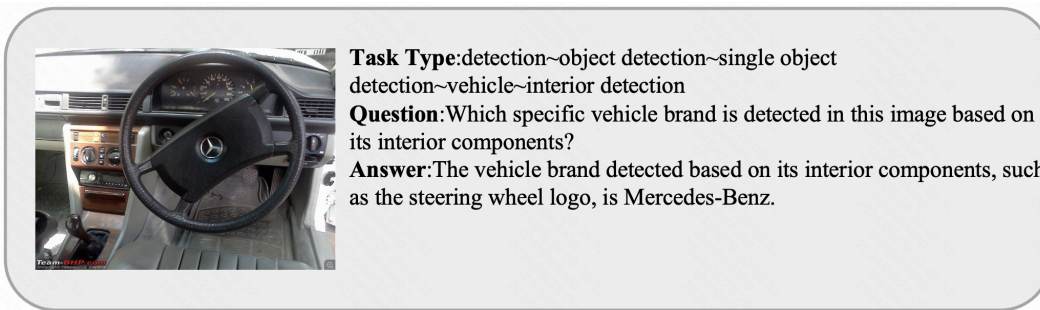 Task Type:detection~object detection~single object
detection~vehicle~interior detection
Question:Which specific vehicle brand is detected in this image based on
its interior components?
Answer:The vehicle brand detected based on its interior components, such
as the steering wheel logo, is Mercedes-Benz.
Team-BHP.com